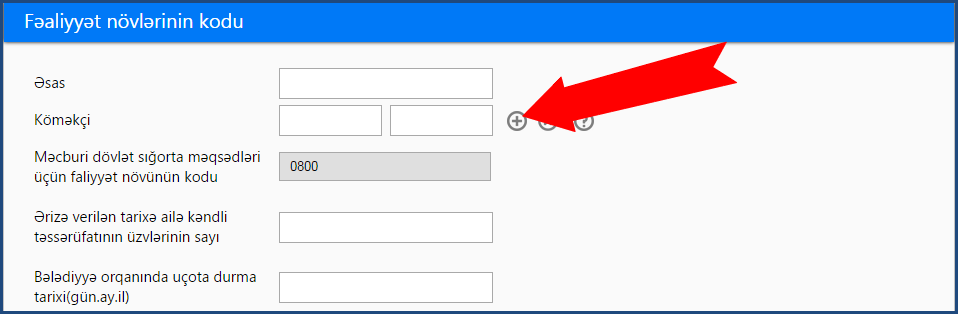 Fəaliyyət növlərinin kodu
Əsas
Köməkçi
Məcburi dövlət sığorta məqsədləri
üçün faliyyət növünün kodu
0800
Ərizə verilən tarixə ailə kəndli
təssərüfatının üzvlərinin sayı
Bələdiyyə orqanında uçota durma
tarixi(gün.ay.il)